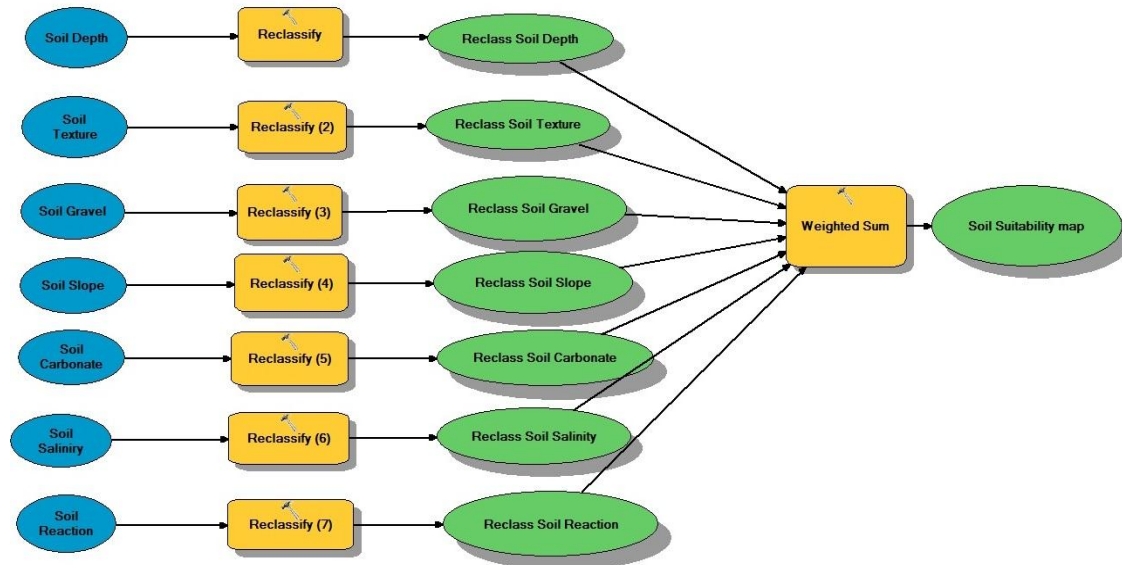 Soil Depth
Reclassify
Reclass Soil Depth
Soil
Texture
Reclassify (2)
Reclass Soil Texture
Soil Gravel
Reclassify (3)
Reclass Soil Gravel
Weighted Sum
Soil Suitability map
Soil Slope
Reclassify (4)
Reclass Soil Slope
Soil
Carbonate
Reclassify (5)
Reclass Soil Carbonate
Soil
Saliniry
Reclassify (6)
Reclass Soil Salinity
Soil
Reaction
Reclassify (7)
Reclass Soil Reaction